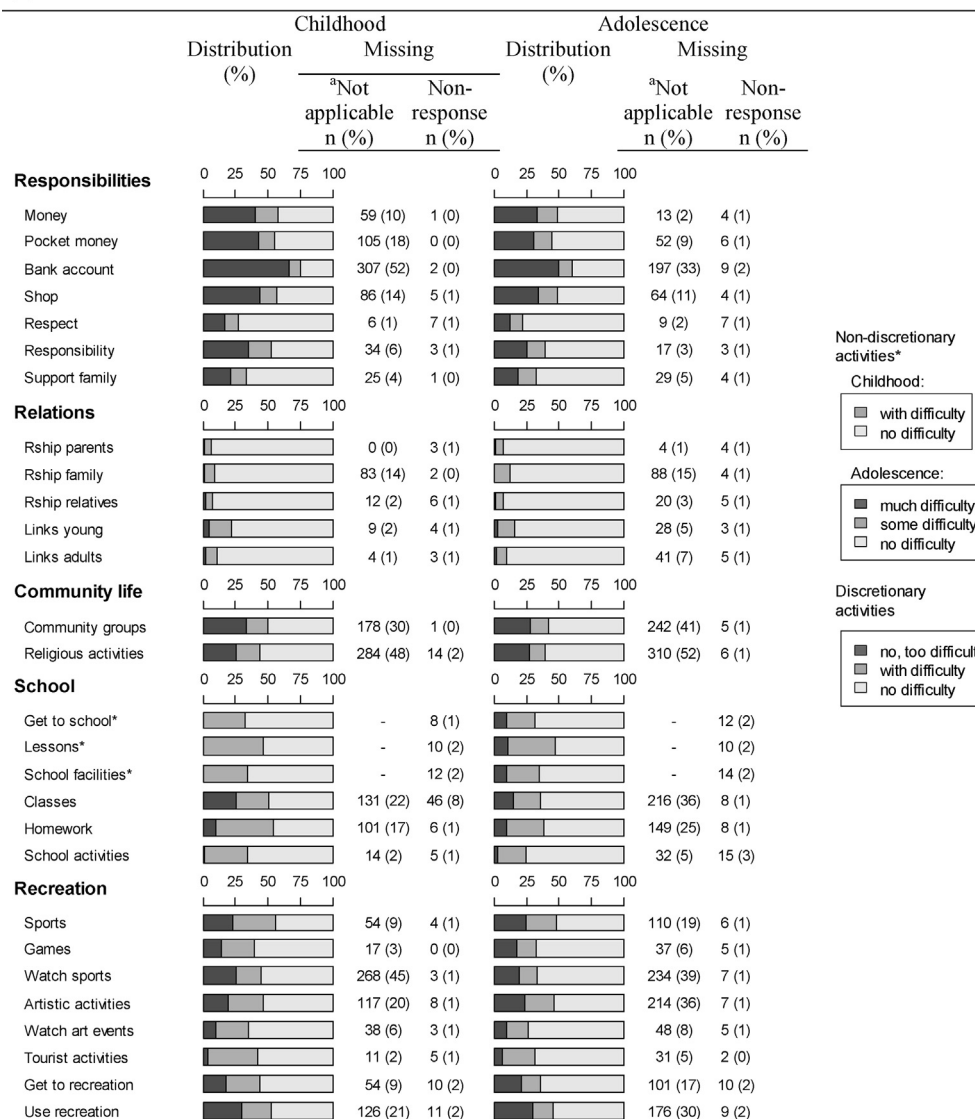 Childhood Adolescence
Distribution (%) Missing Distribution (%) Missing
aNot applicable n (%) Non-response n (%) aNot applicable n (%) Non-response n (%)
Responsibilities 0 25 50 75 100 0 25 50 75 100
Money 59 (10) 1 (0) 13 (2) 4 (1)
Pocket money 105 (18) 0 (0) 52 (9) 6 (1)
Bank account 307 (52) 2 (0) 197 (33) 9 (2)
Shop 86 (14) 5 (1) 64 (11) 4 (1)
Respect 6 (1) 7 (1) 9 (2) 7 (1)
Responsibility 34 (6) 3 (1) 17 (3) 3 (1)
Support family 25 (4) 1 (0) 29 (5) 4 (1)
Relations 0 25 50 75 100 0 25 50 75 100
Rship parents 0 (0) 3 (1) 4 (1) 4 (1)
Rship family 83 (14) 2 (0) 88 (15) 4 (1)
Rship relatives 12 (2) 6 (1) 20 (3) 5 (1)
Links young 9 (2) 4 (1) 28 (5) 3 (1)
Links adults 4 (1) 3 (1) 41 (7) 5 (1)
Community life 0 25 50 75 100 0 25 50 75 100
Community groups 178 (30) 1 (0) 242 (41) 5 (1)
Religious activities 284 (48) 14 (2) 310 (52) 6 (1)
School 0 25 50 75 100 0 25 50 75 100
Get to school* - 8 (1) - 12 (2)
Lessons* - 10 (2) - 10 (2)
School facilities* - 12 (2) - 14 (2)
Classes 131 (22) 46 (8) 216 (36) 8 (1)
Homework 101 (17) 6 (1) 149 (25) 8 (1)
School activities 14 (2) 5 (1) 32 (5) 15 (3)
Recreation 0 25 50 75 100 0 25 50 75 100
Sports 54 (9) 4 (1) 110 (19) 6 (1)
Games 17 (3) 0 (0) 37 (6) 5 (1)
Watch sports 268 (45) 3 (1) 234 (39) 7 (1)
Artistic activities 117 (20) 8 (1) 214 (36) 7 (1)
Watch art events 38 (6) 3 (1) 48 (8) 5 (1)
Tourist activities 11 (2) 5 (1) 31 (5) 2 (0)
Get to recreation 54 (9) 10 (2) 101 (17) 10 (2)
Use recreation 126 (21) 11 (2) 176 (30) 9 (2)
Non-discretionary
activities*
Childhood:
with difficulty
no difficulty
Adolescence:
much difficulty
some difficulty
no difficulty
Discretionary
activities
no, too difficult
with difficulty
no difficulty